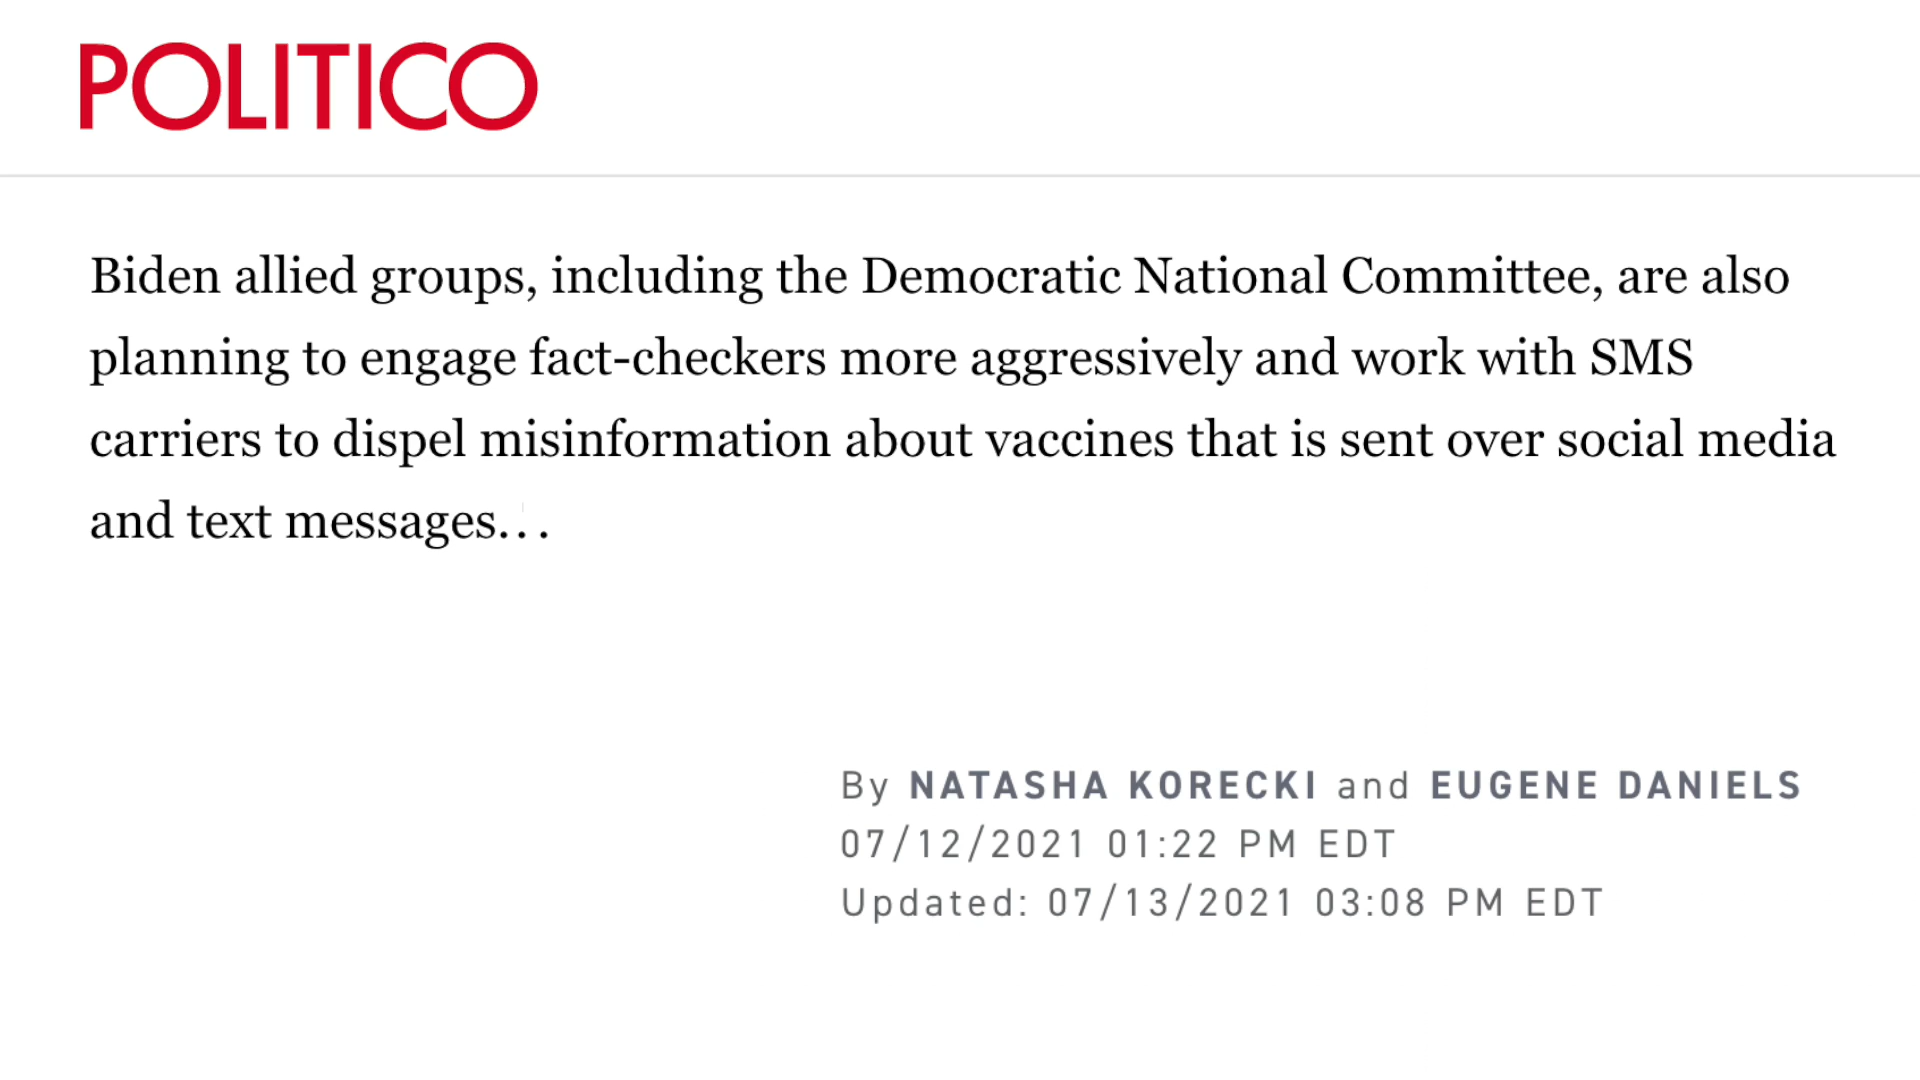 POLITICO
Biden allied groups, including the Democratic National Committee, are also
planning to engage fact-checkers more aggressively and work with SMS
carriers to dispel misinformation about vaccines that is sent over social media
and text messages...
By NATASHA KORECKI and EUGENE DANIELS
07/12/2021 01:22 PM EDT
Updated: 07/13/2021 03:08 PM EDT